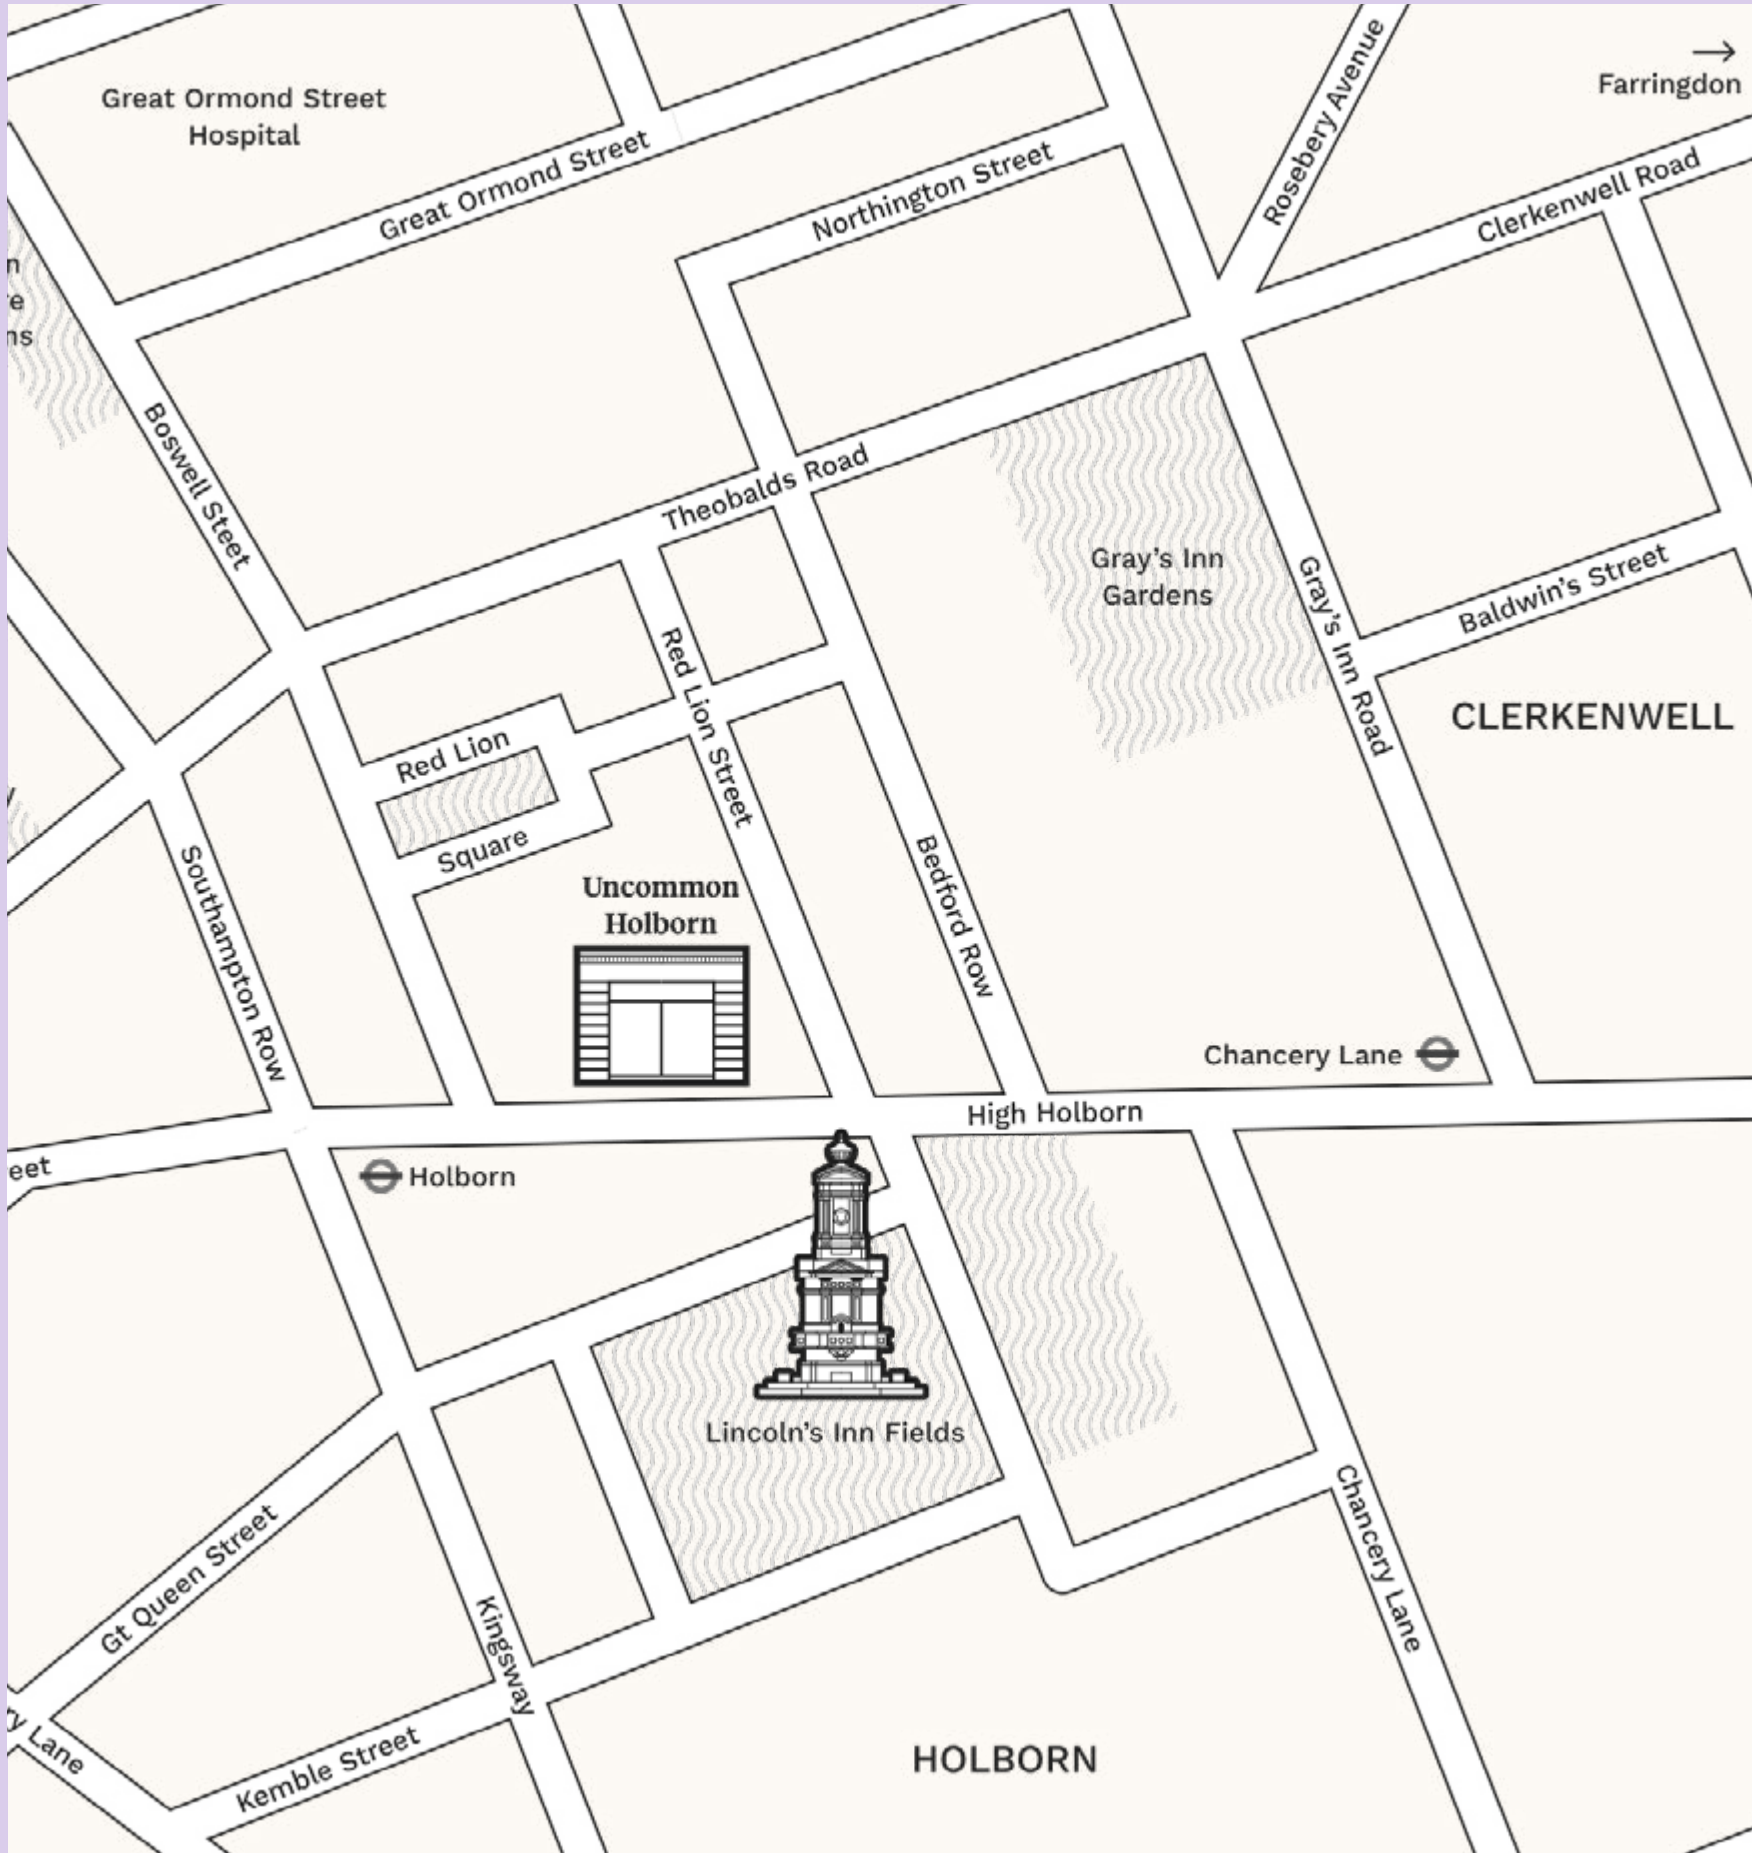 Great Ormond Street
Hospital
Great Ormond Street
Northington Street
Rosebery Avenue
Farringdon
Clerkenwell Road
Boswell Steet
Theobalds Road
Gray's Inn
Gardens
Gray's Inn Road
Baldwin's Street
CLERKENWELL
Red Lion Street
Red Lion
Square
Southampton Row
Uncommon
Holborn
Bedford Row
Chancery Lane
High Holborn
Holborn
Lincoln's Inn Fields
Chancery Lane
Gt Queen Street
Kingsway
Lane
Kemble Street
HOLBORN